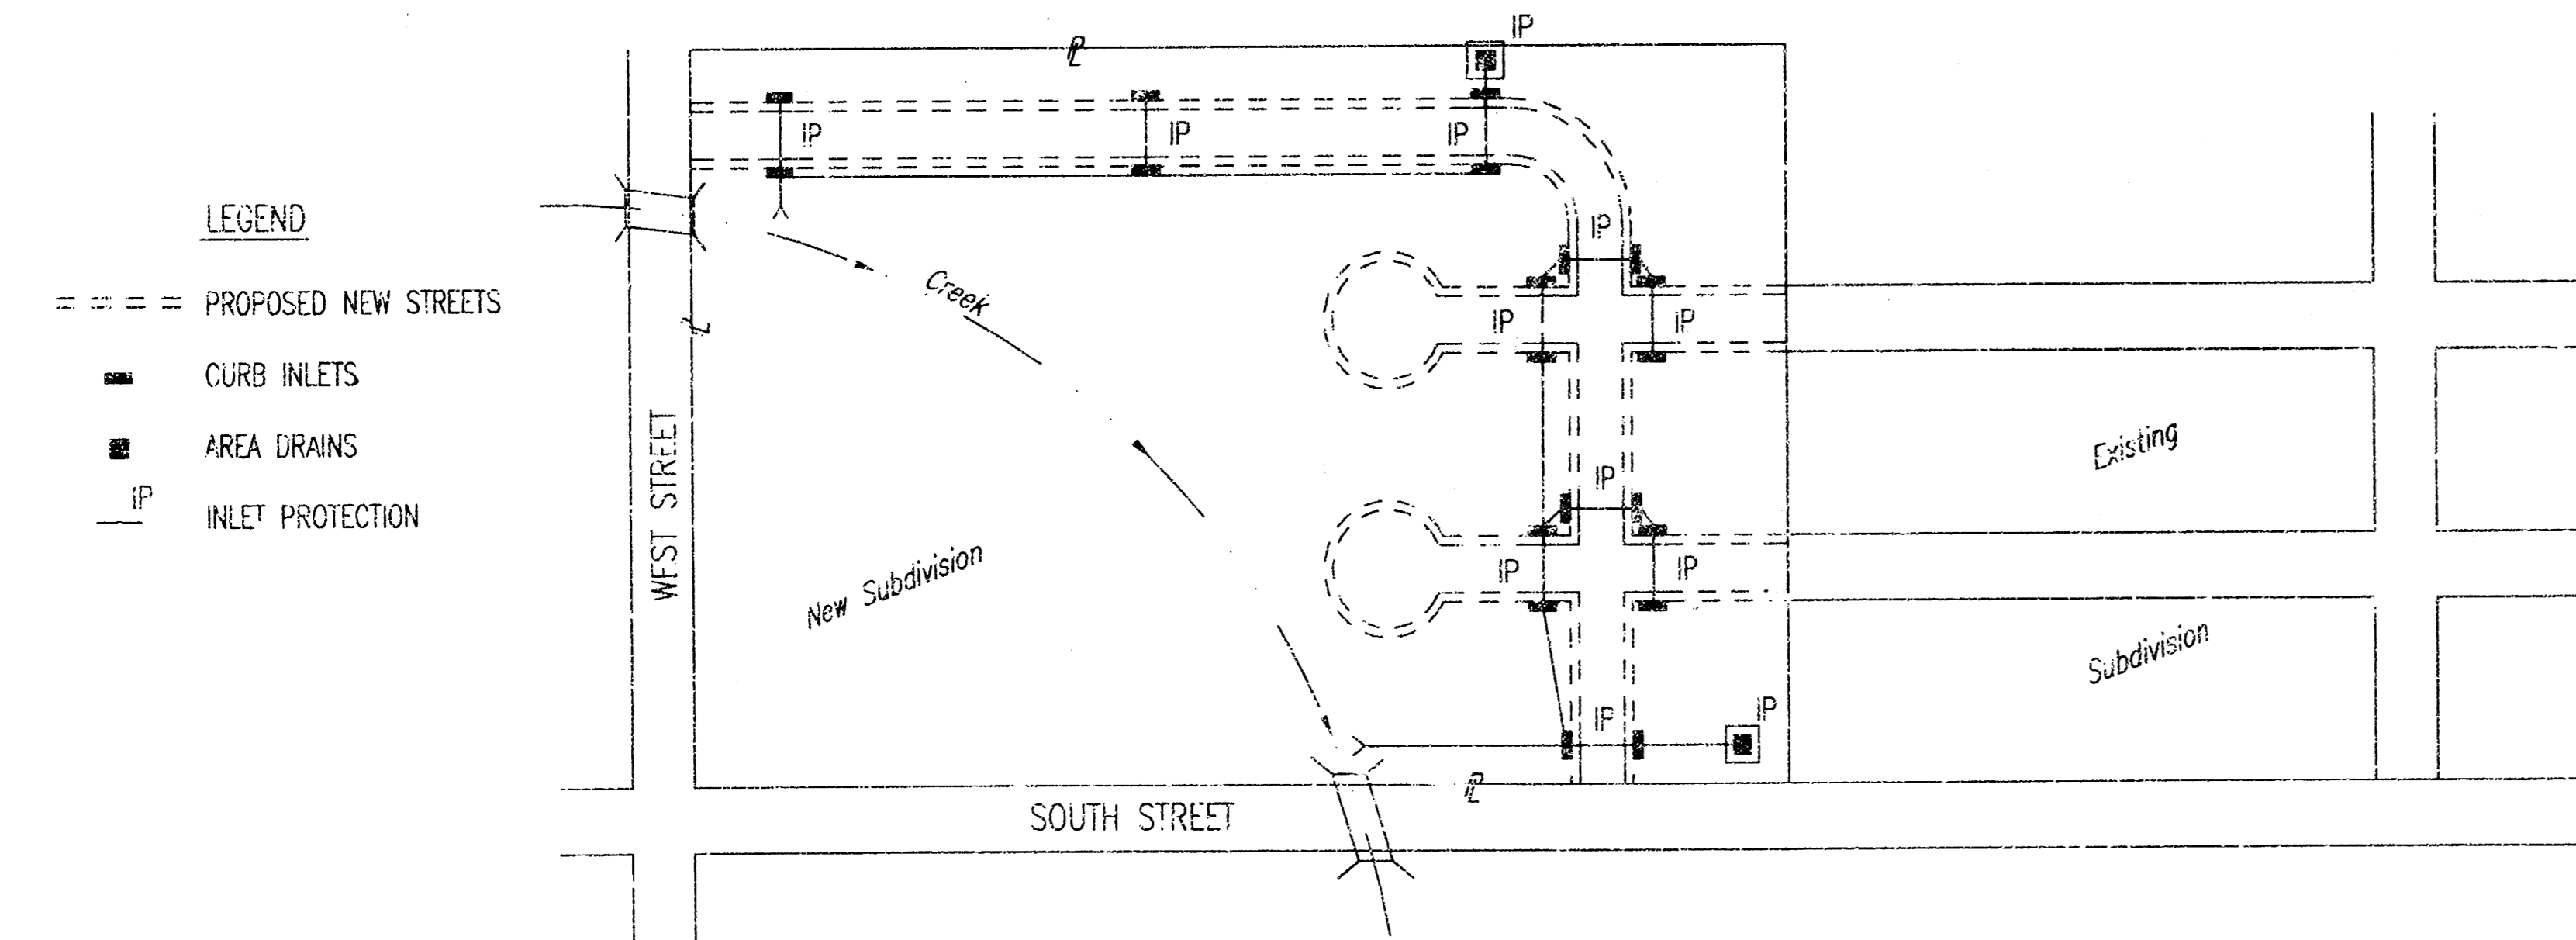 IP
℄
IP
IP
IP
LEGEND
IP
PROPOSED NEW STREETS
Creek
IP
IP
CURB INLETS
AREA DRAINS
Existing
IP
IP
INLET PROTECTION
WEST STREET
New Subdivision
IP
IP
Subdivision
IP
IP
SOUTH STREET